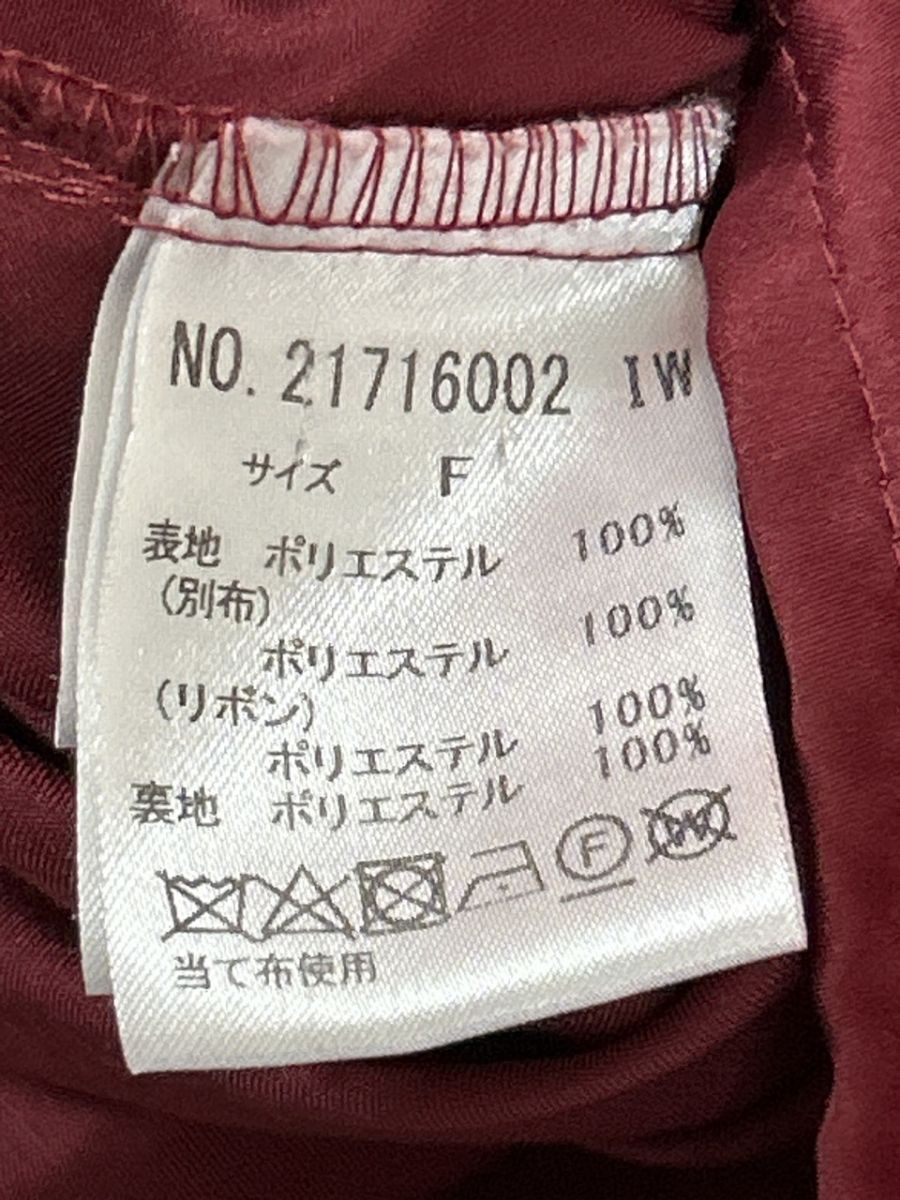 NO. 21716002 IW
サイズ F
表地 ポリエステル 100%
(別布)
ポリエステル 100%
(リボン)
ポリエステル 100%
裏地 ポリエステル 100%
F W
当て布使用